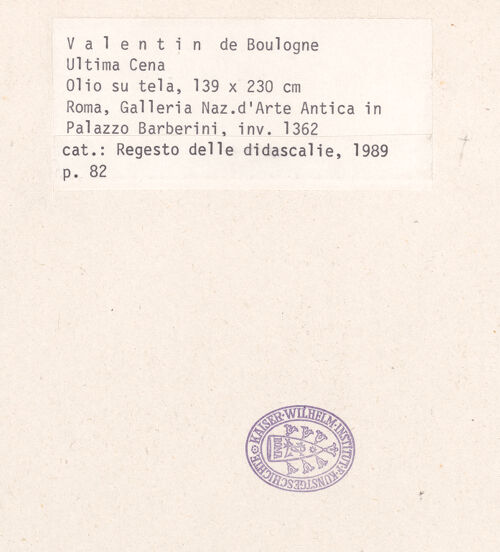 V a l e n t i n  de Boulogne
Ultima Cena
Olio su tela, 139 x 230 cm
Roma, Galleria Naz.d'Arte Antica in
Palazzo Barberini, inv. 1362
cat.: Regesto delle didascalie, 1989
p. 82
KAISER-WILHELM-INSTITUT F. KUNSTGESCHICHTE
ROMA